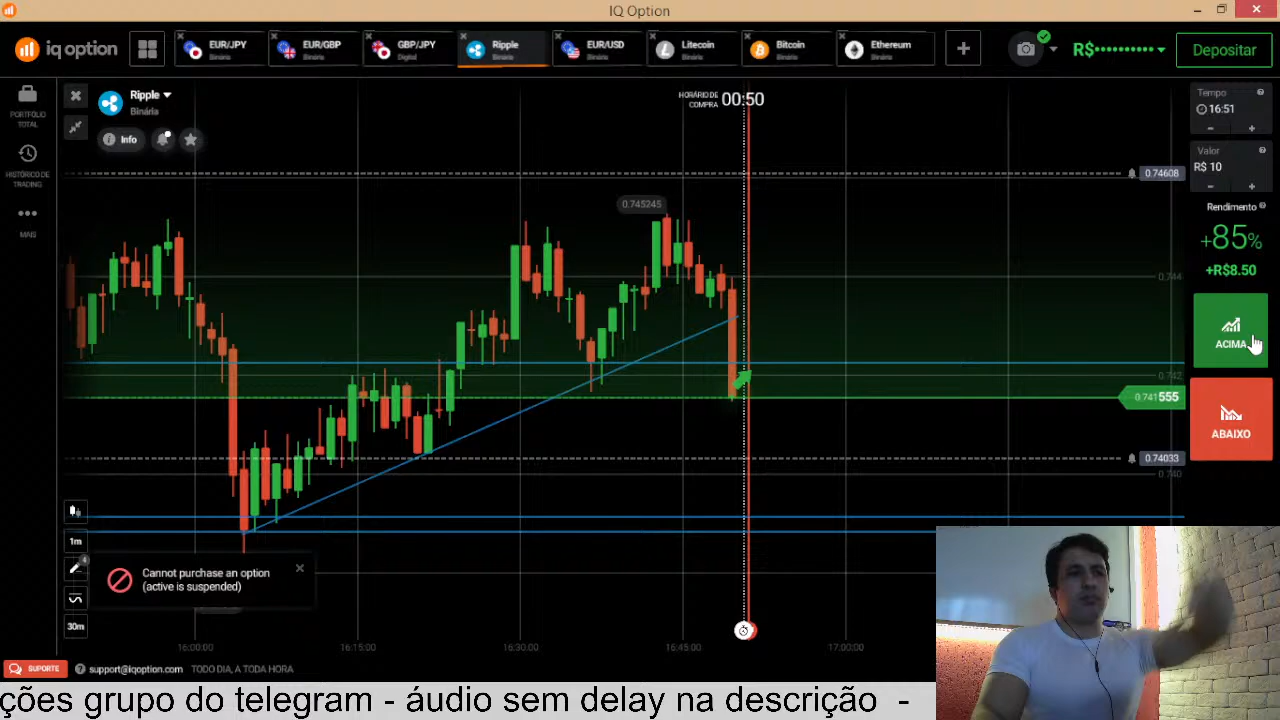 IQ Option
iq option
EUR/JPY
Binária
EUR/GBP
Binária
GBP/JPY
Digital
Ripple
Binária
EUR/USD
Binária
Litecoin
Binária
Bitcoin
Binária
Ethereum
Binária
R$••••••••••
Depositar
PORTFÓLIO
TOTAL
HISTÓRICO DE
TRADING
MAIS
Ripple
Binária
Info
HORÁRIO DE
COMPRA
00:50
Tempo
16:51
Valor
R$ 10
Rendimento
+85%
+R$8.50
ACIMA
ABAIXO
0.74608
0.745245
0.744
0.742
0.741555
0.74033
0.740
1m
4
30m
Cannot purchase an option
(active is suspended)
16:00:00
16:15:00
16:30:00
16:45:00
17:00:00
SUPORTE
support@iqoption.com
TODO DIA, A TODA HORA
ções grupo do telegram - áudio sem delay na descrição -